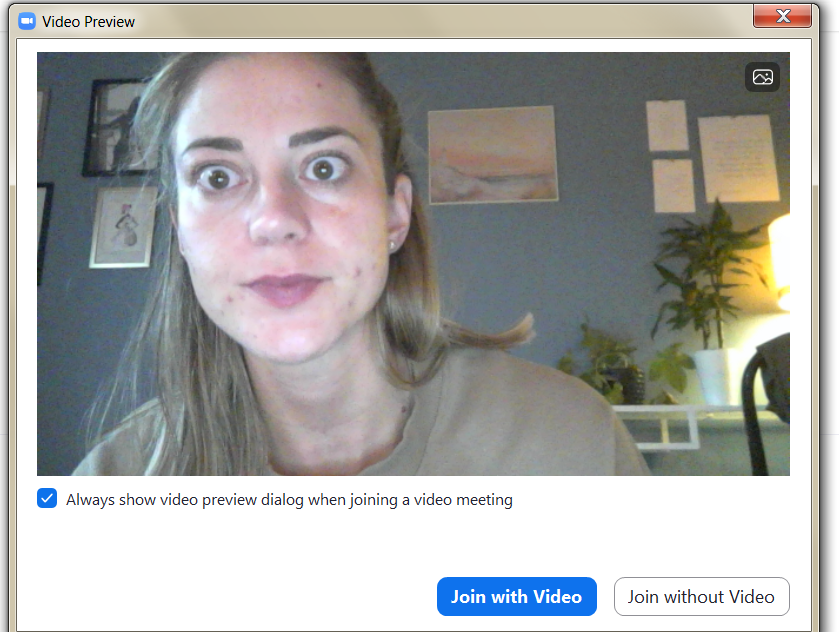 Video Preview
Always show video preview dialog when joining a video meeting
Join with Video
Join without Video